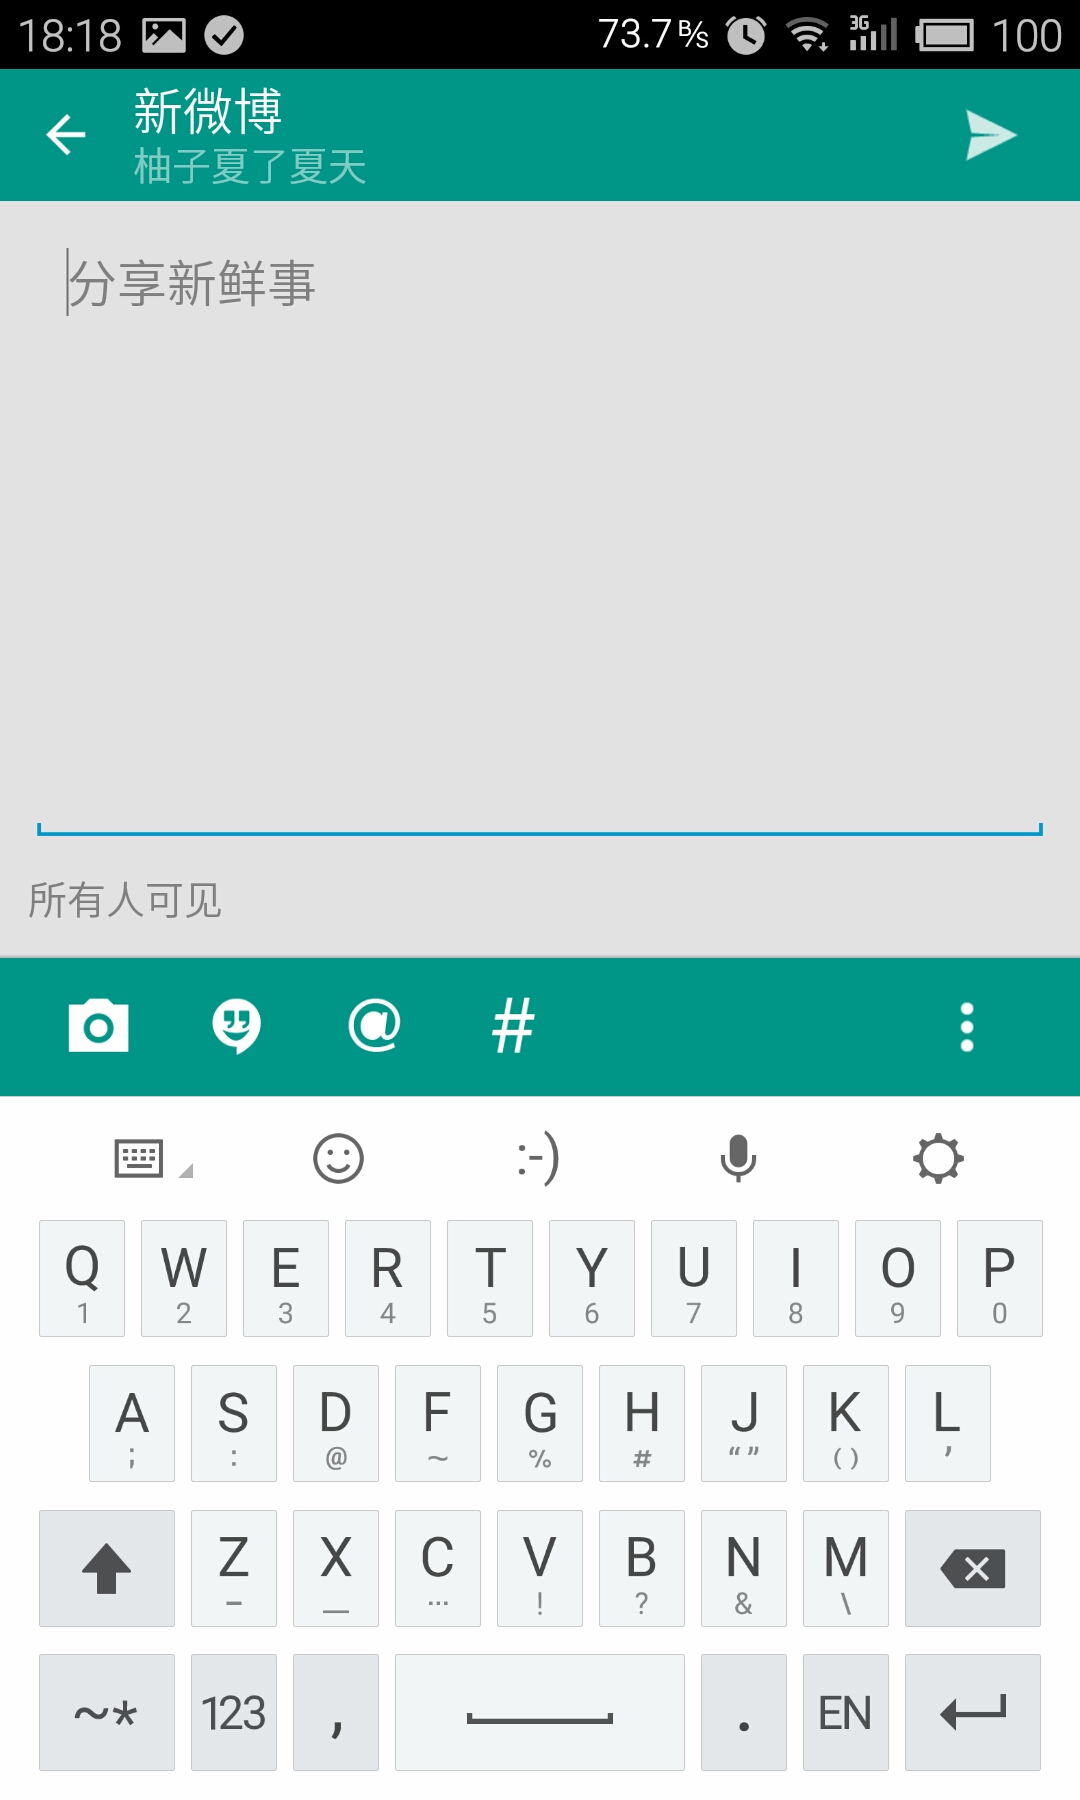 18:18 73.7 B/s 3G 100
新微博
柚子夏了夏天
分享新鲜事
所有人可见
@ #
:-)
Q W E R T Y U I O P
1 2 3 4 5 6 7 8 9 0
A S D F G H J K L
; : @ ~ % # “ ” ( ) ’
Z X C V B N M
– — … ! ? & \
~* 123 , . EN